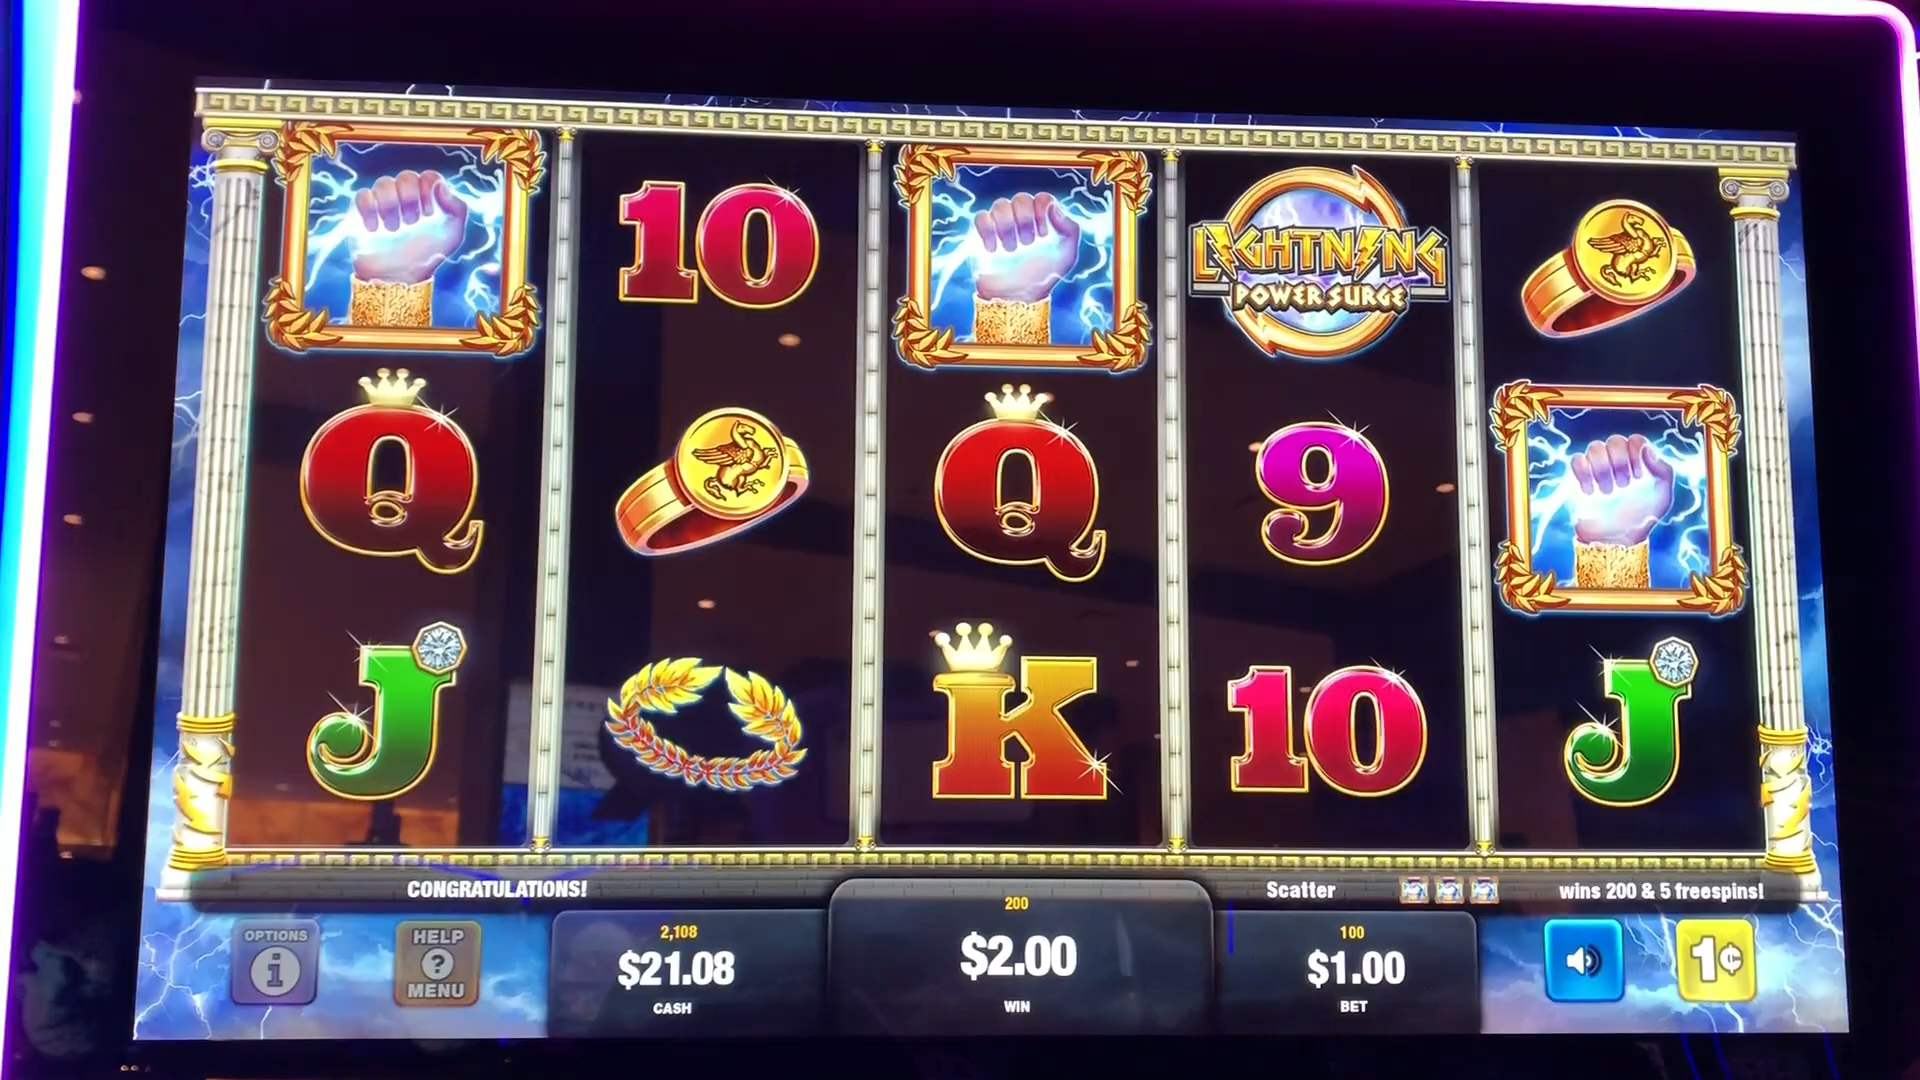 10
LIGHTNING
POWER SURGE
Q
Q
9
J
K
10
J
CONGRATULATIONS!
Scatter
wins 200 & 5 freespins!
OPTIONS
i
HELP
?
MENU
2,108
$21.08
CASH
200
$2.00
WIN
100
$1.00
BET
1¢